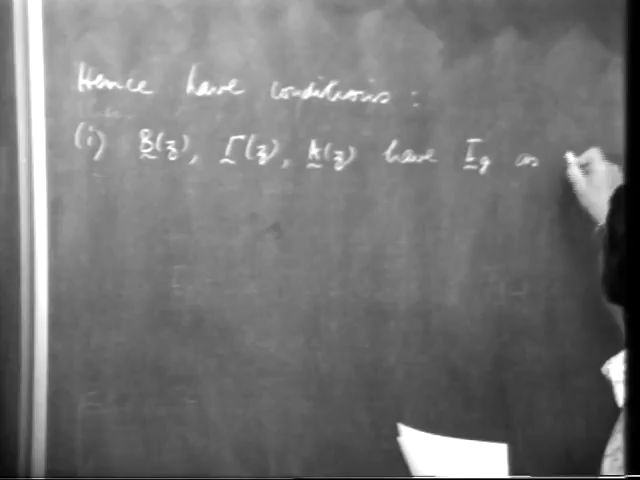 Hence have conditions :
(i) B(z), Γ(z), A(z) have I_g as